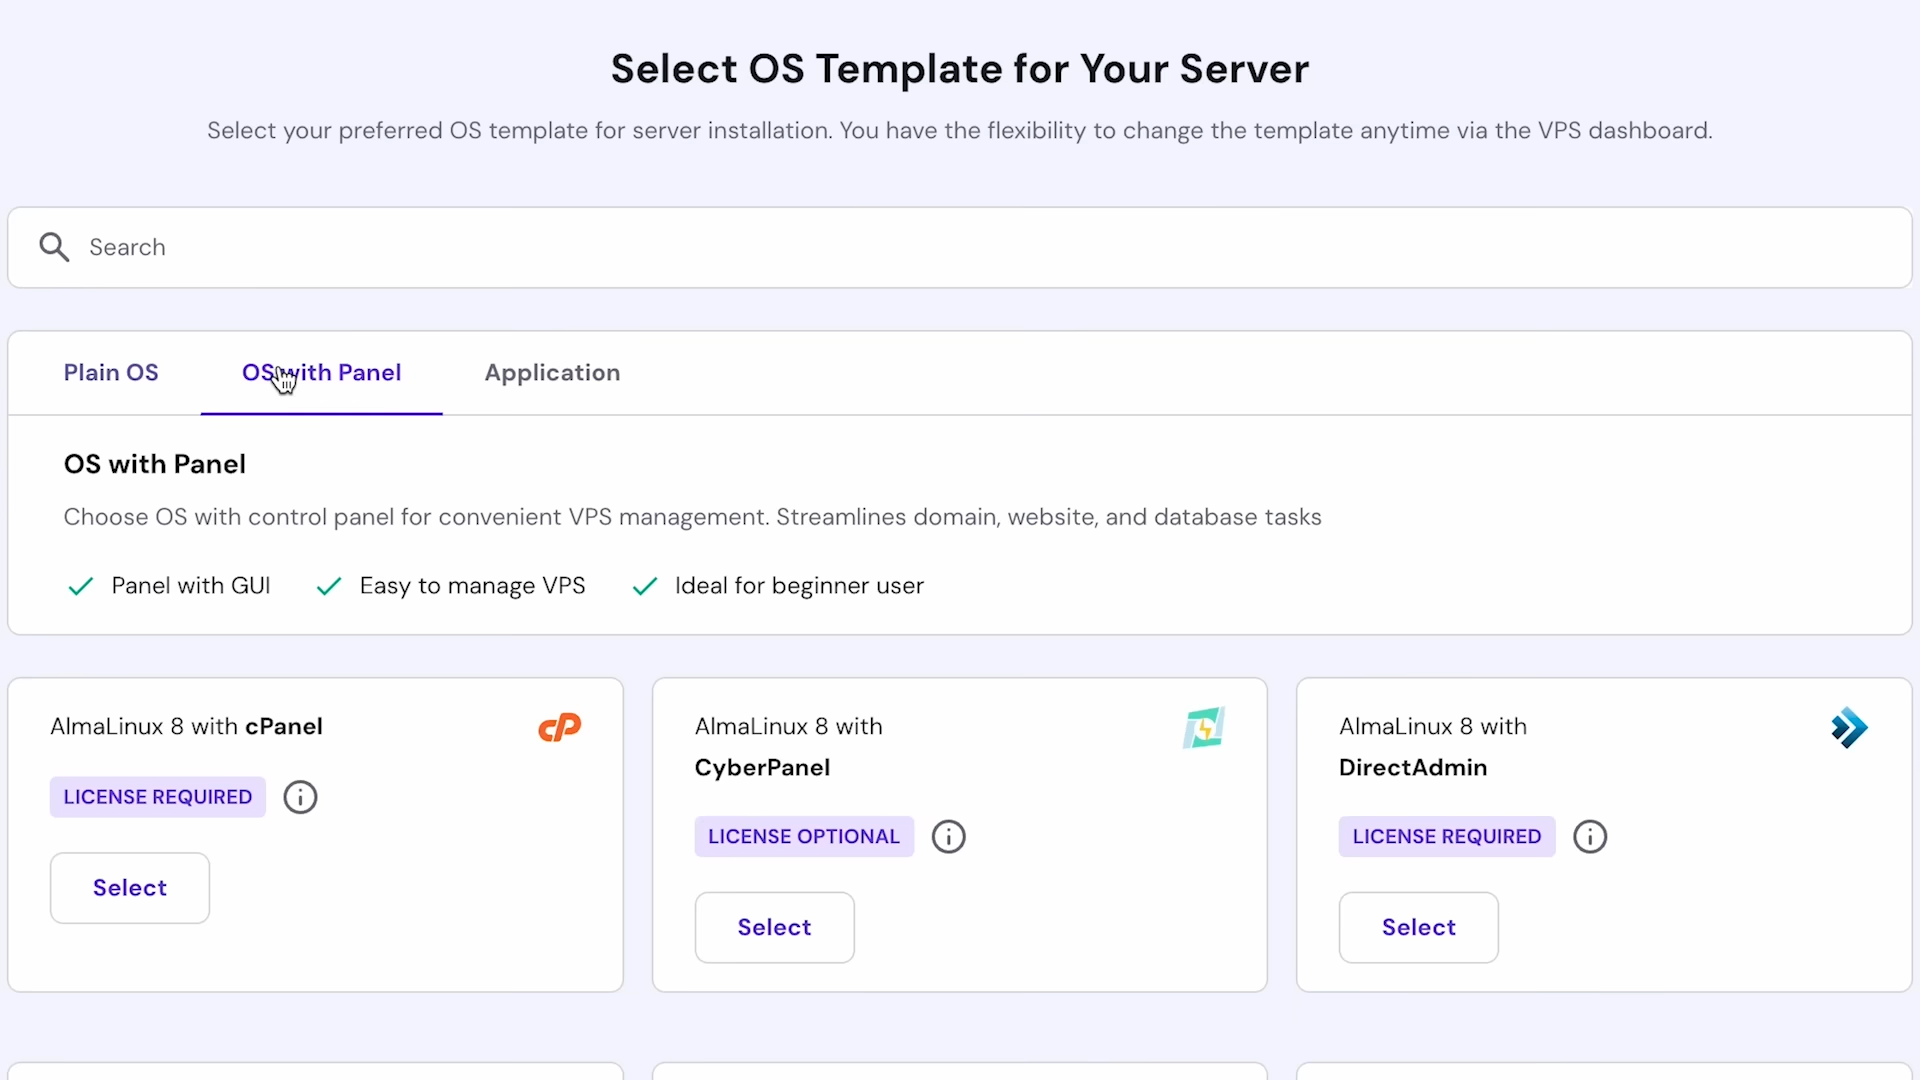 Select OS Template for Your Server
Select your preferred OS template for server installation. You have the flexibility to change the template anytime via the VPS dashboard.
Search
Plain OS
OS with Panel
Application
OS with Panel
Choose OS with control panel for convenient VPS management. Streamlines domain, website, and database tasks
Panel with GUI
Easy to manage VPS
Ideal for beginner user
AlmaLinux 8 with cPanel
cP
LICENSE REQUIRED
Select
AlmaLinux 8 with
CyberPanel
LICENSE OPTIONAL
Select
AlmaLinux 8 with
DirectAdmin
LICENSE REQUIRED
Select